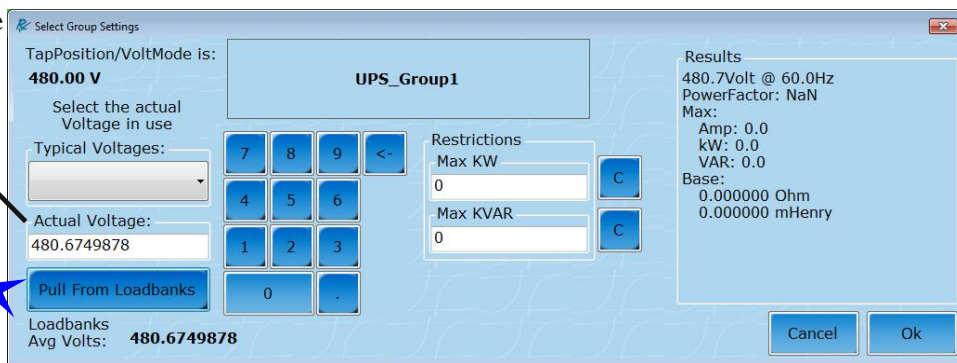 e
Select Group Settings
TapPosition/VoltMode is:
480.00 V
Select the actual
Voltage in use
Typical Voltages:
Actual Voltage:
480.6749878
Pull From Loadbanks
Loadbanks
Avg Volts: 480.6749878
UPS_Group1
7 8 9 <-
4 5 6
1 2 3
0 .
Restrictions
Max KW
0
C
Max KVAR
0
C
Results
480.7Volt @ 60.0Hz
PowerFactor: NaN
Max:
Amp: 0.0
kW: 0.0
VAR: 0.0
Base:
0.000000 Ohm
0.000000 mHenry
Cancel Ok